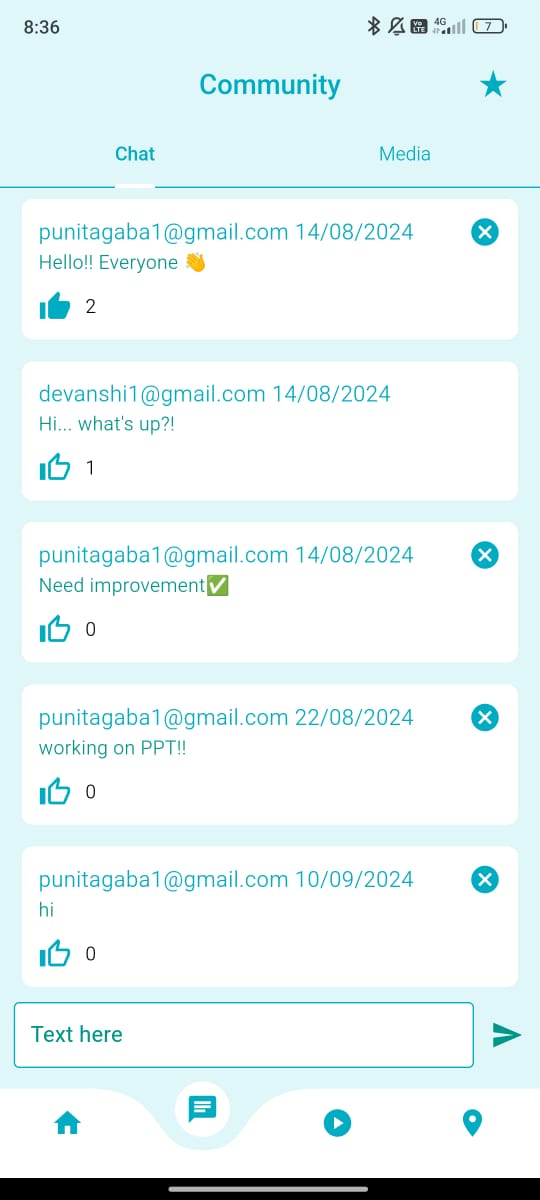 8:36
Vo LTE 4G 7
Community
Chat Media
punitagaba1@gmail.com 14/08/2024
Hello!! Everyone 👋
2
devanshi1@gmail.com 14/08/2024
Hi... what's up?!
1
punitagaba1@gmail.com 14/08/2024
Need improvement✅
0
punitagaba1@gmail.com 22/08/2024
working on PPT!!
0
punitagaba1@gmail.com 10/09/2024
hi
0
Text here